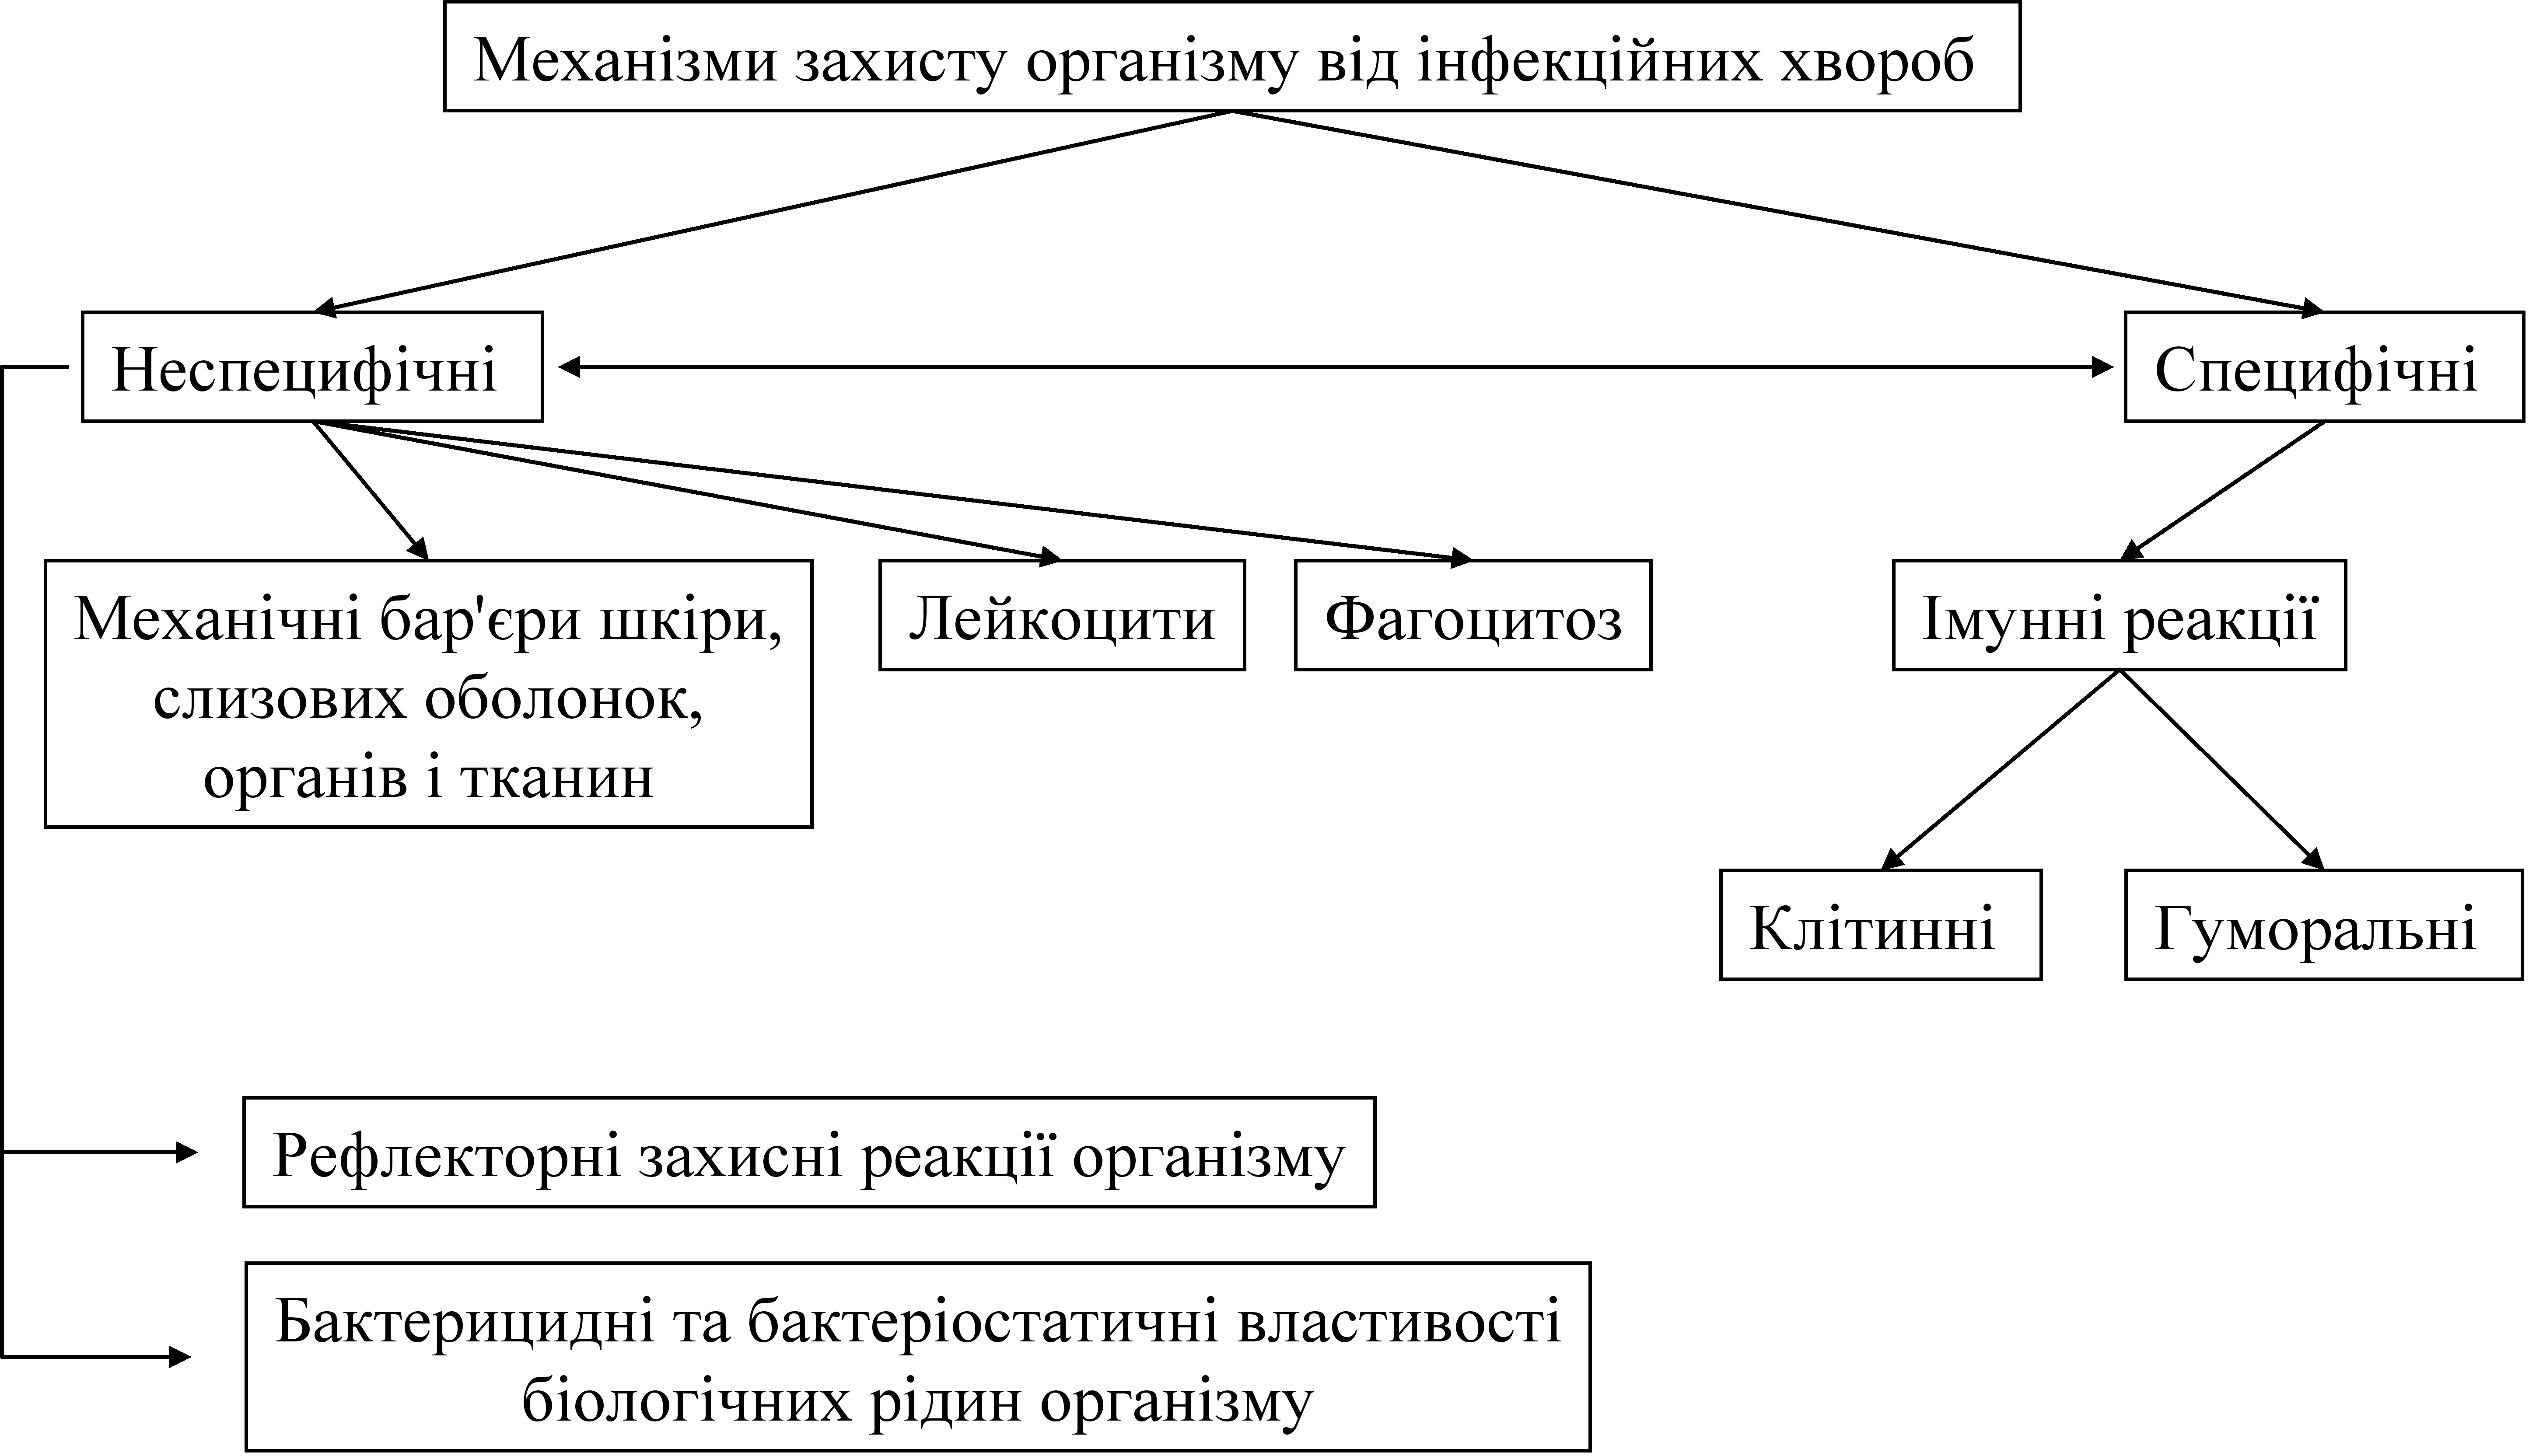 Механізми захисту організму від інфекційних хвороб
Неспецифічні
Специфічні
Механічні бар'єри шкіри,
слизових оболонок,
органів і тканин
Лейкоцити
Фагоцитоз
Імунні реакції
Клітинні
Гуморальні
Рефлекторні захисні реакції організму
Бактерицидні та бактеріостатичні властивості
біологічних рідин організму